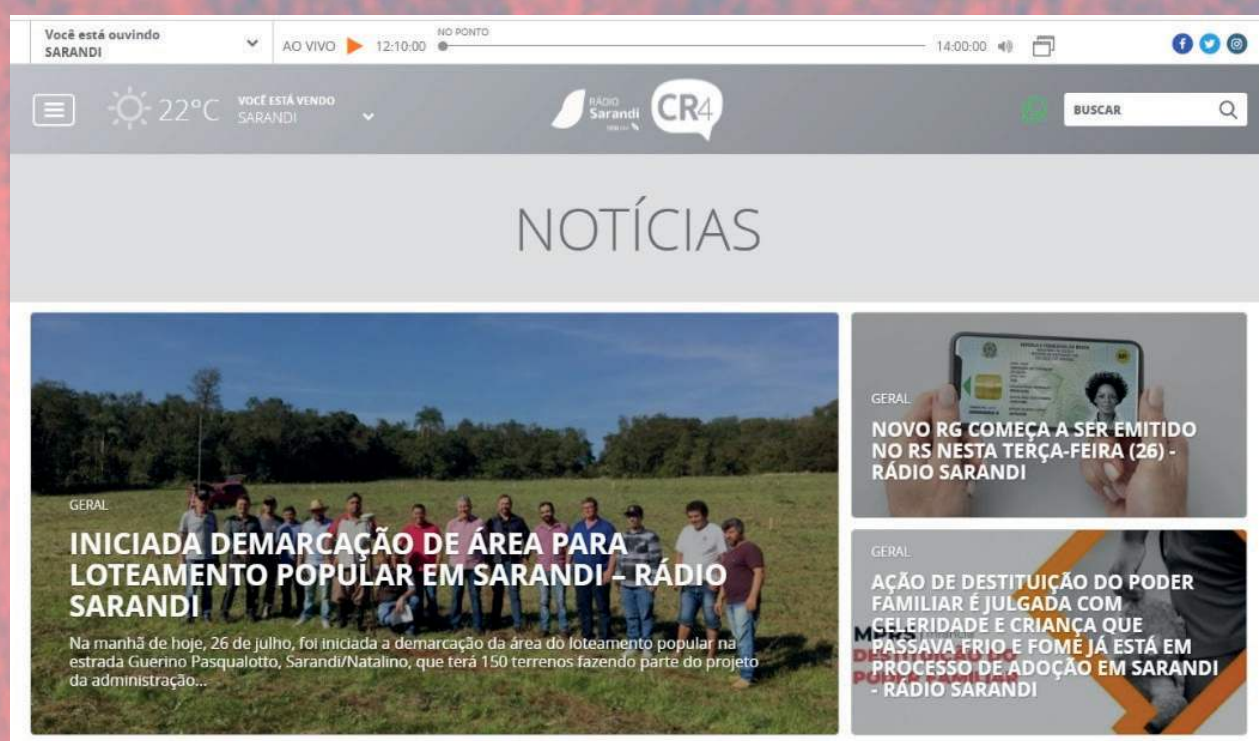 Você está ouvindo
SARANDI
AO VIVO
12:10:00
NO PONTO
14:00:00
22°C
VOCÊ ESTÁ VENDO
SARANDI
RÁDIO
Sarandi
CR4
BUSCAR
NOTÍCIAS
GERAL
INICIADA DEMARCAÇÃO DE ÁREA PARA
LOTEAMENTO POPULAR EM SARANDI – RÁDIO
SARANDI
Na manhã de hoje, 26 de julho, foi iniciada a demarcação da área do loteamento popular na
estrada Guerino Pasqualotto, Sarandi/Natalino, que terá 150 terrenos fazendo parte do projeto
da administração...
GERAL
NOVO RG COMEÇA A SER EMITIDO
NO RS NESTA TERÇA-FEIRA (26) -
RÁDIO SARANDI
GERAL
AÇÃO DE DESTITUIÇÃO DO PODER
FAMILIAR É JULGADA COM
CELERIDADE E CRIANÇA QUE
PASSAVA FRIO E FOME JÁ ESTÁ EM
PROCESSO DE ADOÇÃO EM SARANDI
- RÁDIO SARANDI